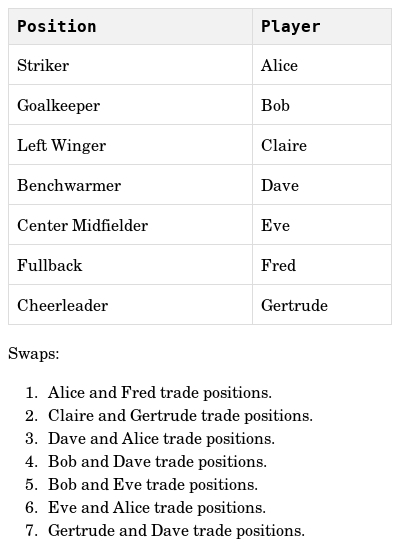 Position Player
Striker Alice
Goalkeeper Bob
Left Winger Claire
Benchwarmer Dave
Center Midfielder Eve
Fullback Fred
Cheerleader Gertrude
Swaps:
1. Alice and Fred trade positions.
2. Claire and Gertrude trade positions.
3. Dave and Alice trade positions.
4. Bob and Dave trade positions.
5. Bob and Eve trade positions.
6. Eve and Alice trade positions.
7. Gertrude and Dave trade positions.